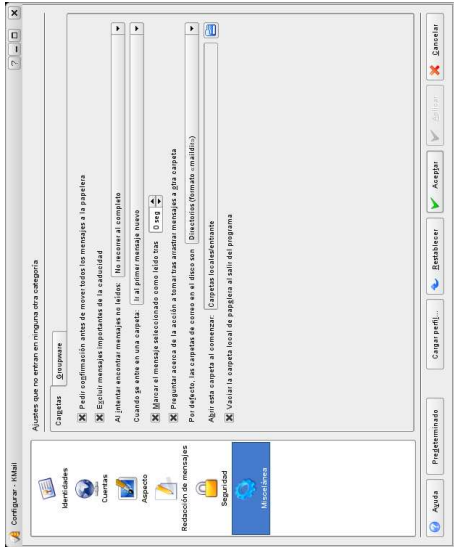 Configurar - KMail
Identidades
Cuentas
Aspecto
Redacción de mensajes
Seguridad
Miscelánea
Ajustes que no entran en ninguna otra categoría
Carpetas Groupware
Pedir confirmación antes de mover todos los mensajes a la papelera
Excluir mensajes importantes de la caducidad
Al intentar encontrar mensajes no leídos: No recorrer al completo
Cuando se entre en una carpeta: Ir al primer mensaje nuevo
Marcar el mensaje seleccionado como leído tras 0 seg
Preguntar acerca de la acción a tomar tras arrastrar mensajes a otra carpeta
Por defecto, las carpetas de correo en el disco son Directorios (formato «maildir»)
Abrir esta carpeta al comenzar: Carpetas locales/entrante
Vaciar la carpeta local de papelera al salir del programa
Ayuda Predeterminado Cargar perfil... Restablecer Aceptar Aplicar Cancelar